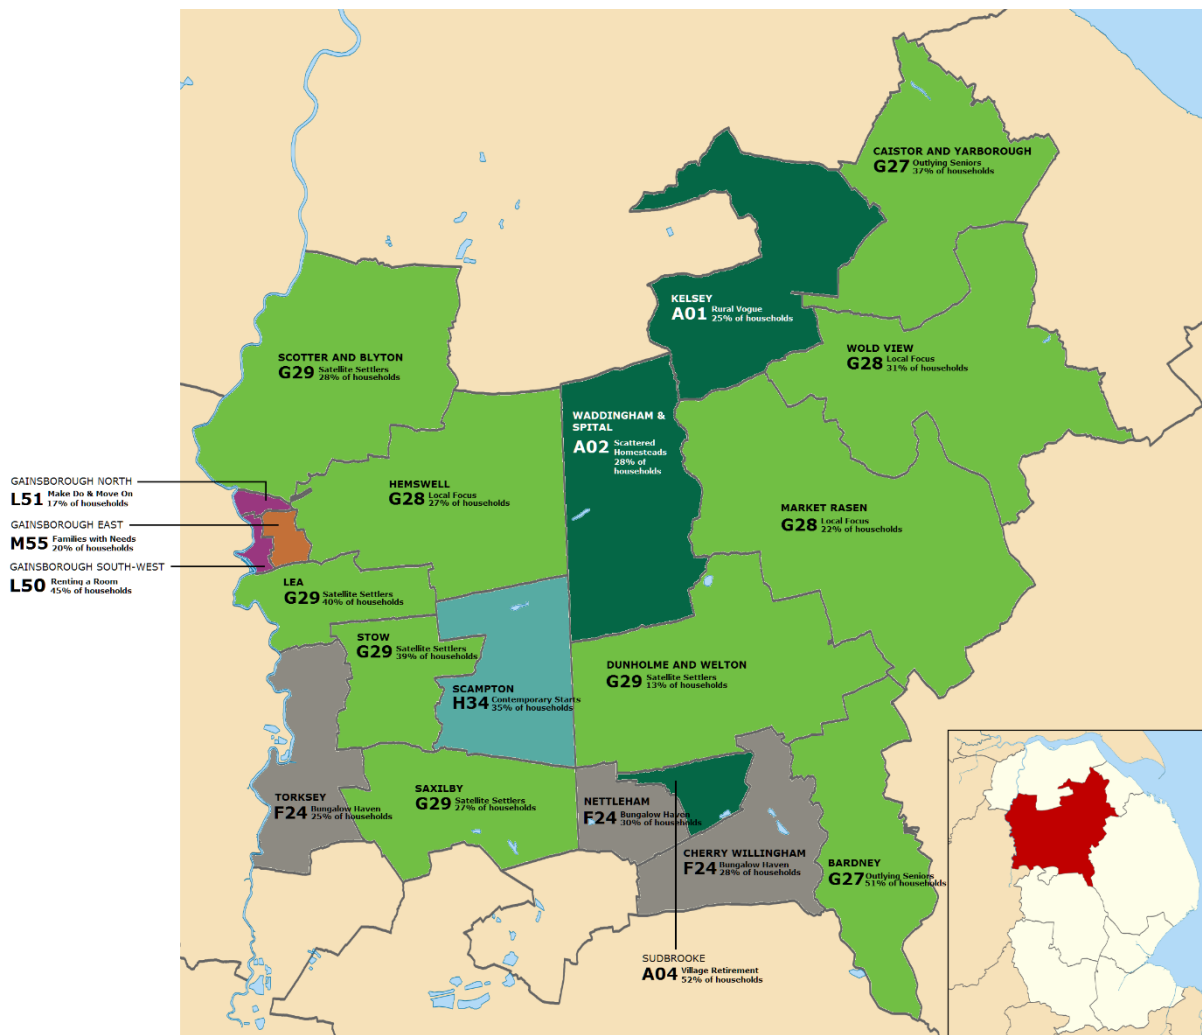 CAISTOR AND YARBOROUGH
G27 Outlying Seniors
37% of households
KELSEY
A01 Rural Vogue
25% of households
WOLD VIEW
G28 Local Focus
31% of households
SCOTTER AND BLYTON
G29 Satellite Settlers
28% of households
WADDINGHAM &
SPITAL
A02 Scattered
Homesteads
28% of
households
GAINSBOROUGH NORTH
L51 Make Do & Move On
17% of households
HEMSWELL
G28 Local Focus
27% of households
MARKET RASEN
G28 Local Focus
22% of households
GAINSBOROUGH EAST
M55 Families with Needs
20% of households
GAINSBOROUGH SOUTH-WEST
L50 Renting a Room
45% of households
LEA
G29 Satellite Settlers
40% of households
STOW
G29 Satellite Settlers
39% of households
DUNHOLME AND WELTON
G29 Satellite Settlers
13% of households
SCAMPTON
H34 Contemporary Starts
35% of households
TORKSEY
F24 Bungalow Haven
25% of households
SAXILBY
G29 Satellite Settlers
27% of households
NETTLEHAM
F24 Bungalow Haven
30% of households
CHERRY WILLINGHAM
F24 Bungalow Haven
28% of households
BARDNEY
G27 Outlying Seniors
51% of households
SUDBROOKE
A04 Village Retirement
52% of households